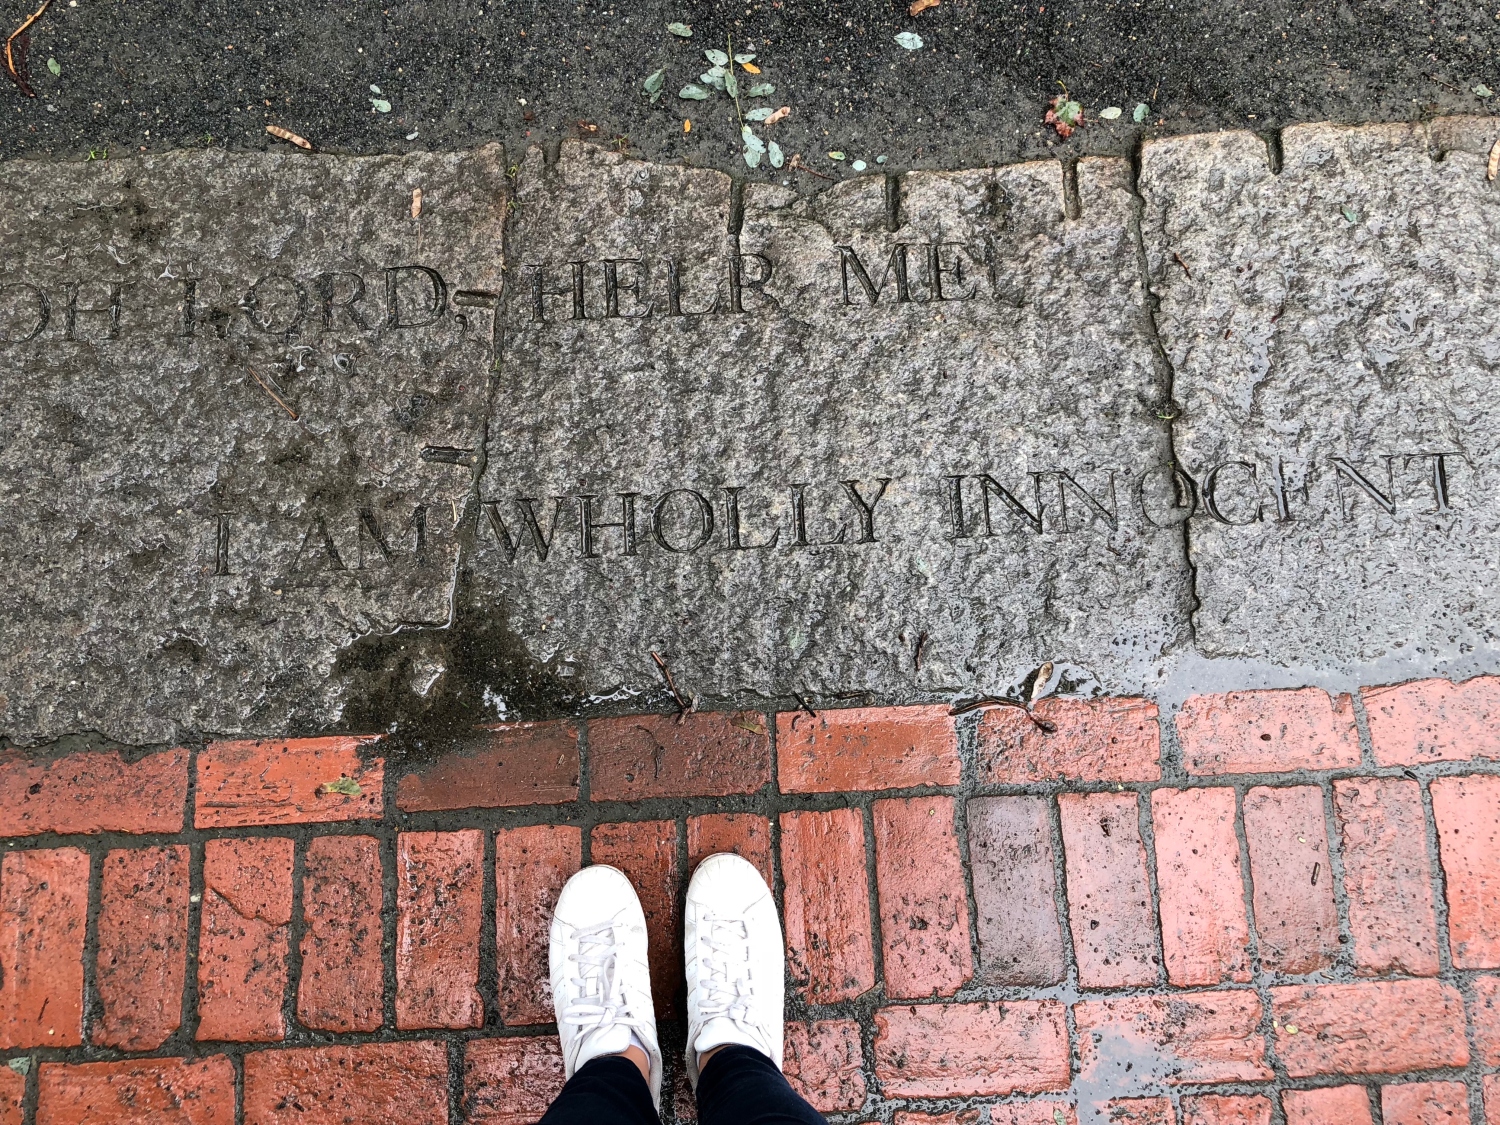 OH LORD, HELP ME
I AM WHOLLY INNOCENT